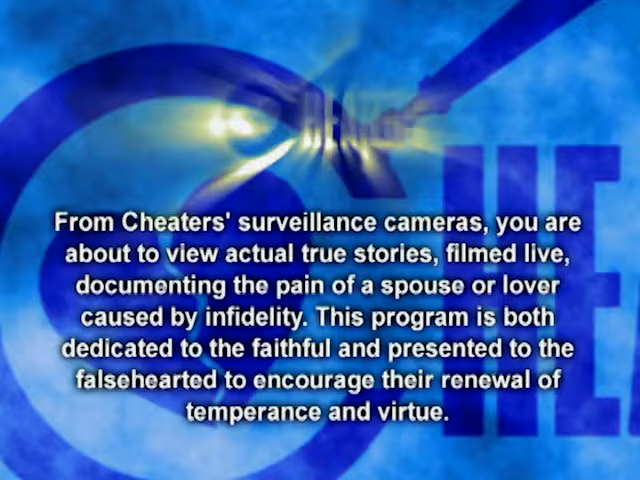 From Cheaters' surveillance cameras, you are
about to view actual true stories, filmed live,
documenting the pain of a spouse or lover
caused by infidelity. This program is both
dedicated to the faithful and presented to the
falsehearted to encourage their renewal of
temperance and virtue.